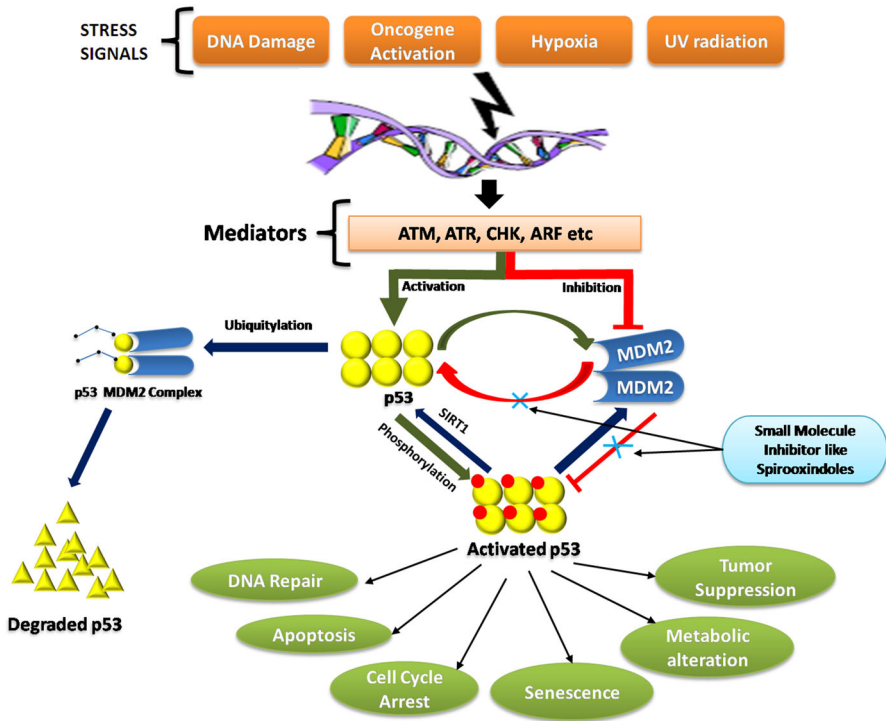 STRESS
SIGNALS
DNA Damage
Oncogene
Activation
Hypoxia
UV radiation
Mediators
ATM, ATR, CHK, ARF etc
Activation
Inhibition
Ubiquitylation
MDM2
MDM2
p53 MDM2 Complex
p53
SIRT1
Phosphorylation
Small Molecule
Inhibitor like
Spirooxindoles
Activated p53
Degraded p53
DNA Repair
Tumor
Suppression
Apoptosis
Metabolic
alteration
Cell Cycle
Arrest
Senescence